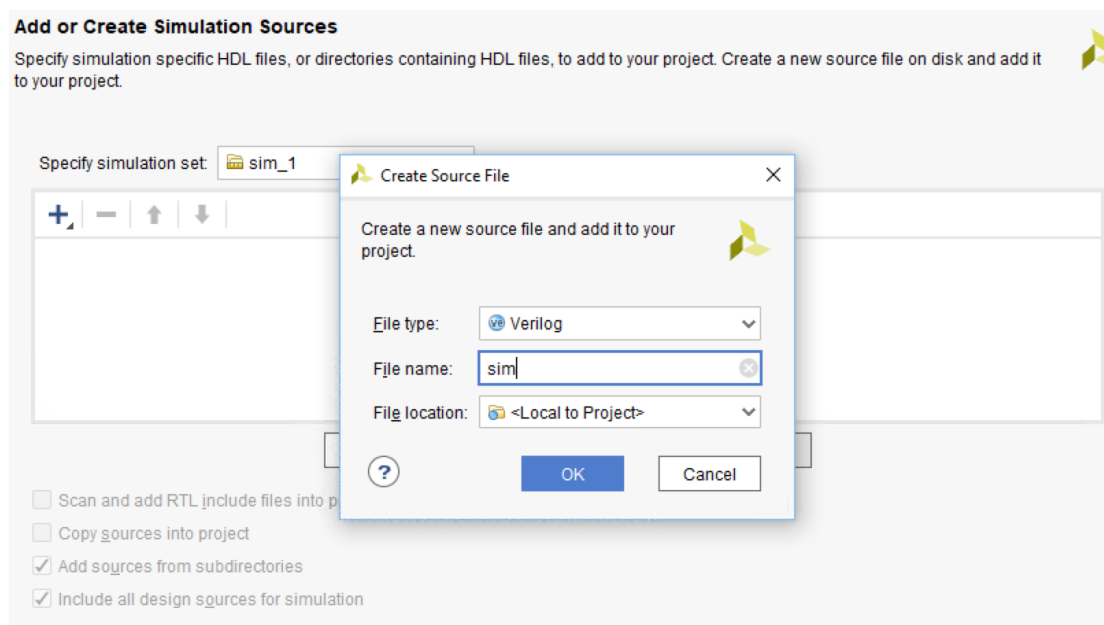 Add or Create Simulation Sources
Specify simulation specific HDL files, or directories containing HDL files, to add to your project. Create a new source file on disk and add it
to your project.
Specify simulation set: sim_1
Create Source File
Create a new source file and add it to your
project.
File type: ve Verilog
File name: sim
File location: <Local to Project>
? OK Cancel
Scan and add RTL include files into p
Copy sources into project
Add sources from subdirectories
Include all design sources for simulation